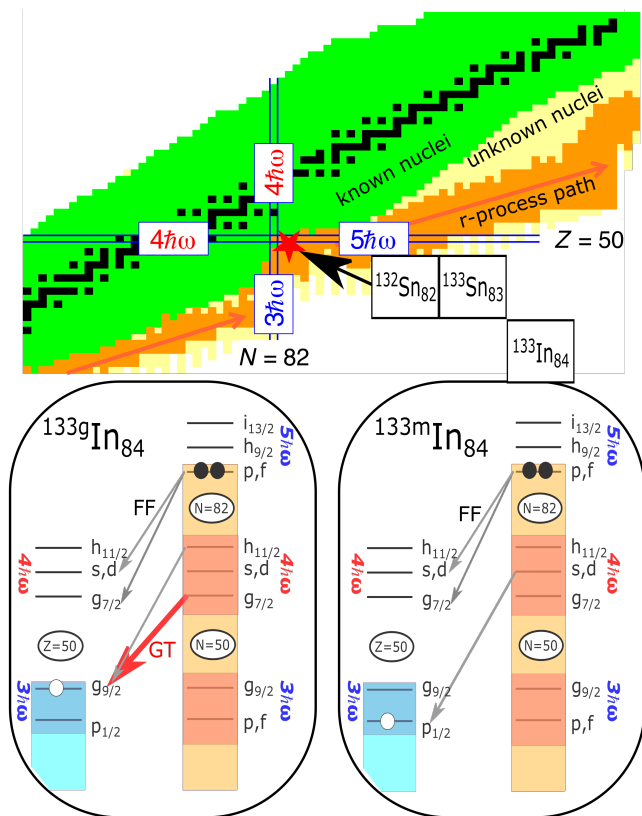 known nuclei
unknown nuclei
r-process path
4ℏω
4ℏω
5ℏω
3ℏω
Z = 50
N = 82
¹³²Sn₈₂
¹³³Sn₈₃
¹³³In₈₄
¹³³ᵍIn₈₄
i₁₃/₂
h₉/₂
p,f
5ℏω
FF
N=82
h₁₁/₂
s,d
g₇/₂
4ℏω
h₁₁/₂
s,d
g₇/₂
Z=50
GT
N=50
3ℏω
g₉/₂
p₁/₂
g₉/₂
p,f
3ℏω
¹³³ᵐIn₈₄
i₁₃/₂
h₉/₂
p,f
5ℏω
FF
N=82
h₁₁/₂
s,d
g₇/₂
4ℏω
h₁₁/₂
s,d
g₇/₂
4ℏω
Z=50
N=50
3ℏω
g₉/₂
p₁/₂
g₉/₂
p,f
3ℏω